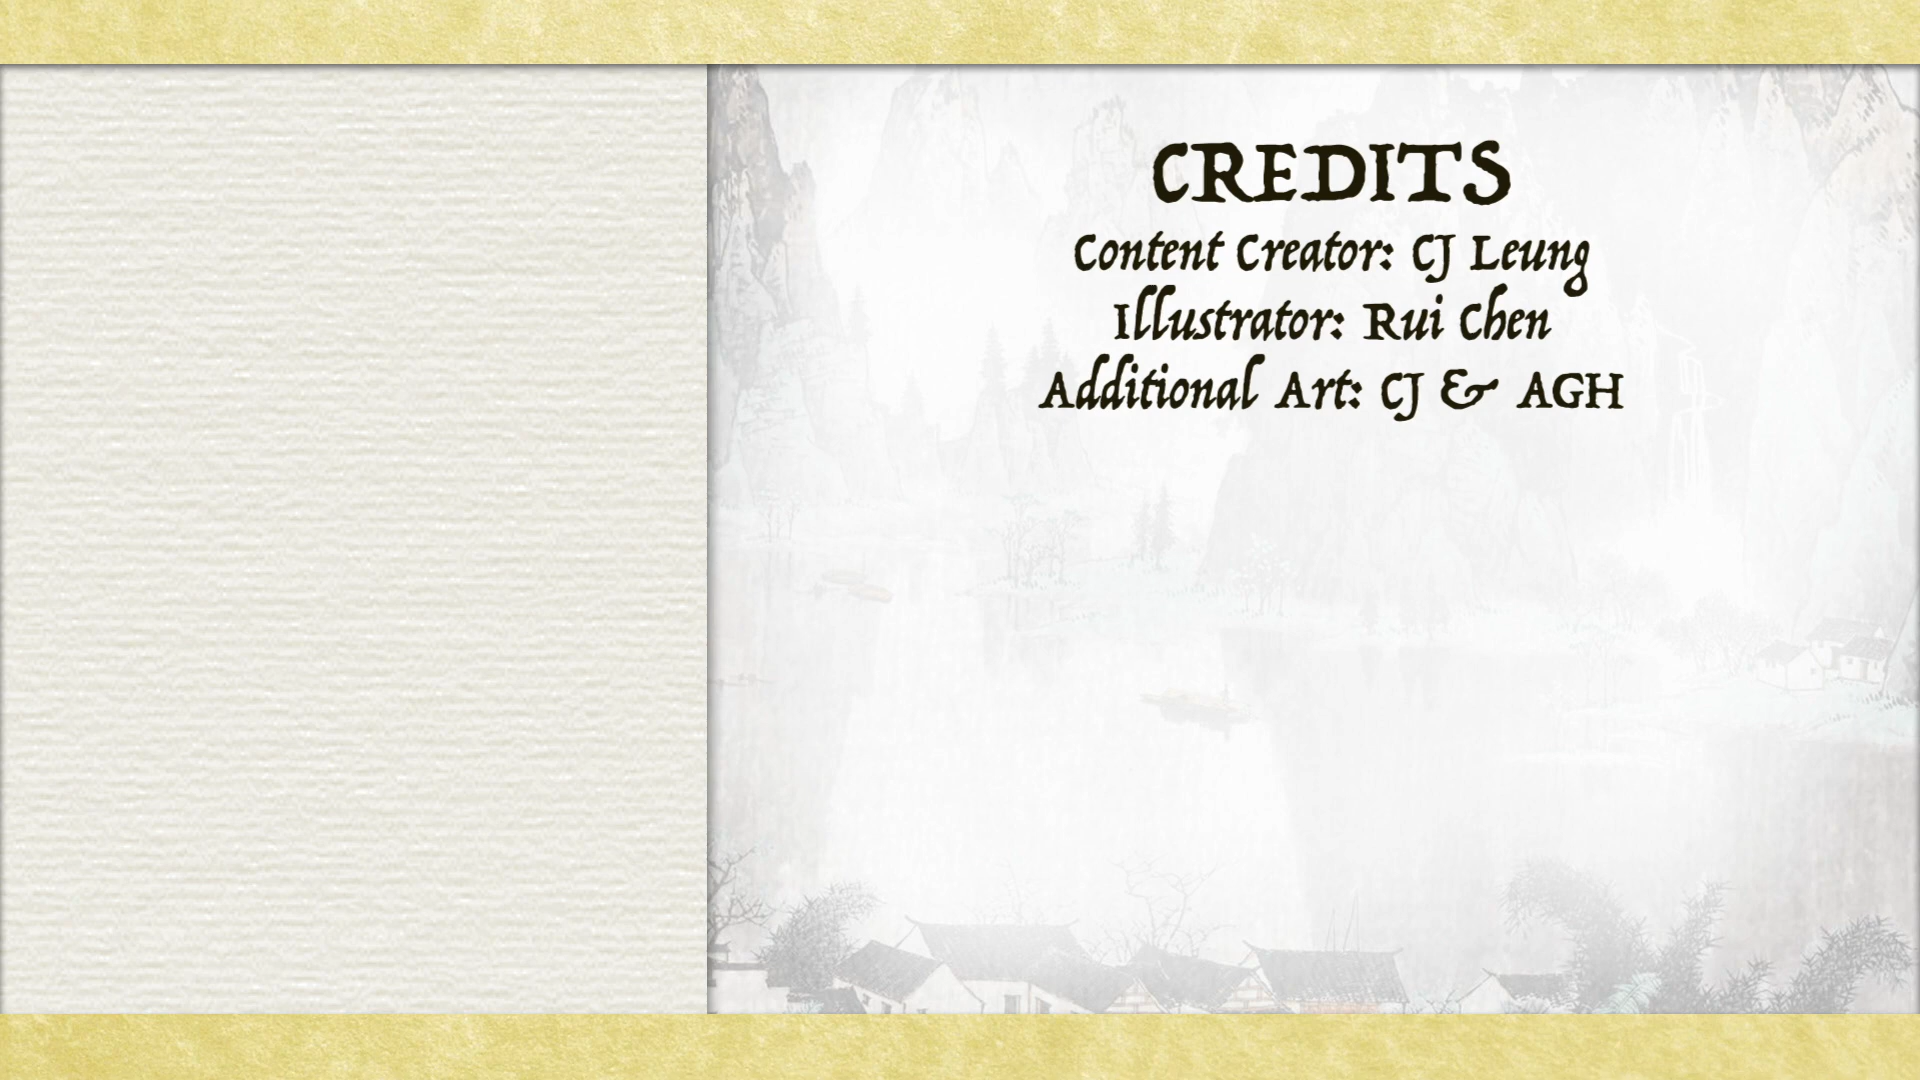 CREDITS
Content Creator: CJ Leung
Illustrator: Rui Chen
Additional Art: CJ & AGH